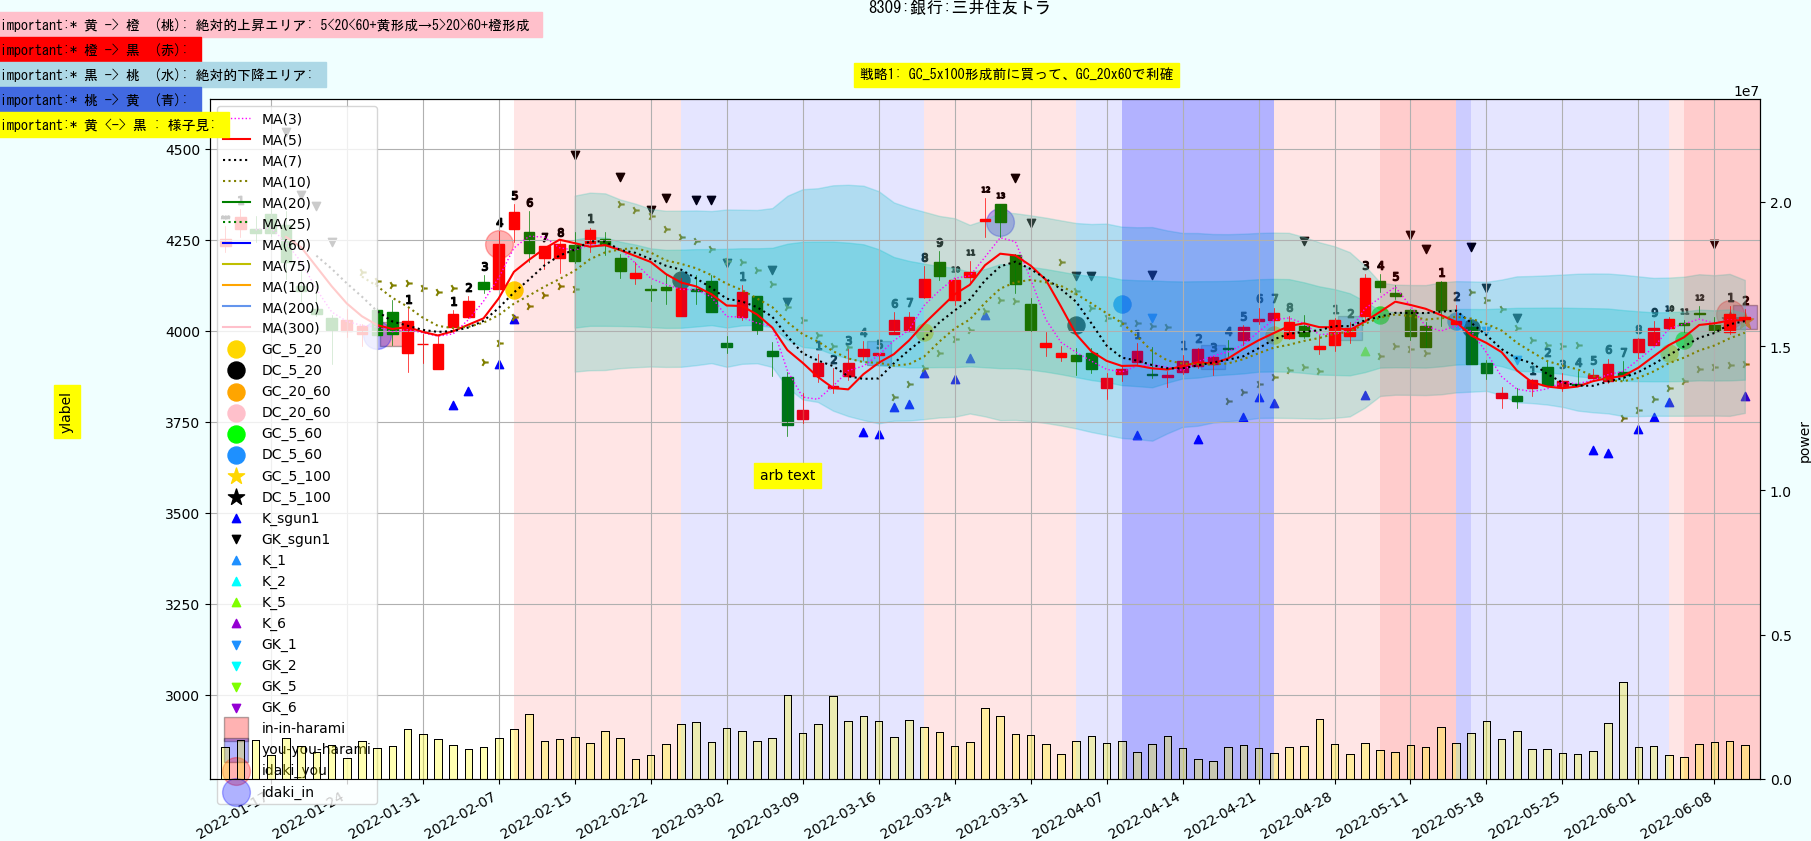 8309:銀行:三井住友トラ
important:* 黄 -> 橙 (桃): 絶対的上昇エリア: 5<20<60+黄形成→5>20>60+橙形成
important:* 橙 -> 黒 (赤):
important:* 黒 -> 桃 (水): 絶対的下降エリア:
important:* 桃 -> 黄 (青):
important:* 黄 <-> 黒 : 様子見:
戦略1: GC_5x100形成前に買って、GC_20x60で利確
1e7
MA(3)
MA(5)
MA(7)
MA(10)
MA(20)
MA(25)
MA(60)
MA(75)
MA(100)
MA(200)
MA(300)
GC_5_20
DC_5_20
GC_20_60
DC_20_60
GC_5_60
DC_5_60
GC_5_100
DC_5_100
K_sgun1
GK_sgun1
K_1
K_2
K_5
K_6
GK_1
GK_2
GK_5
GK_6
in-in-harami
you-you-harami
idaki_you
idaki_in
4500
4250
4000
3750
3500
3250
3000
ylabel
arb text
2.0
1.5
1.0
0.5
0.0
power
2022-01-17
2022-01-24
2022-01-31
2022-02-07
2022-02-15
2022-02-22
2022-03-02
2022-03-09
2022-03-16
2022-03-24
2022-03-31
2022-04-07
2022-04-14
2022-04-21
2022-04-28
2022-05-11
2022-05-18
2022-05-25
2022-06-01
2022-06-08